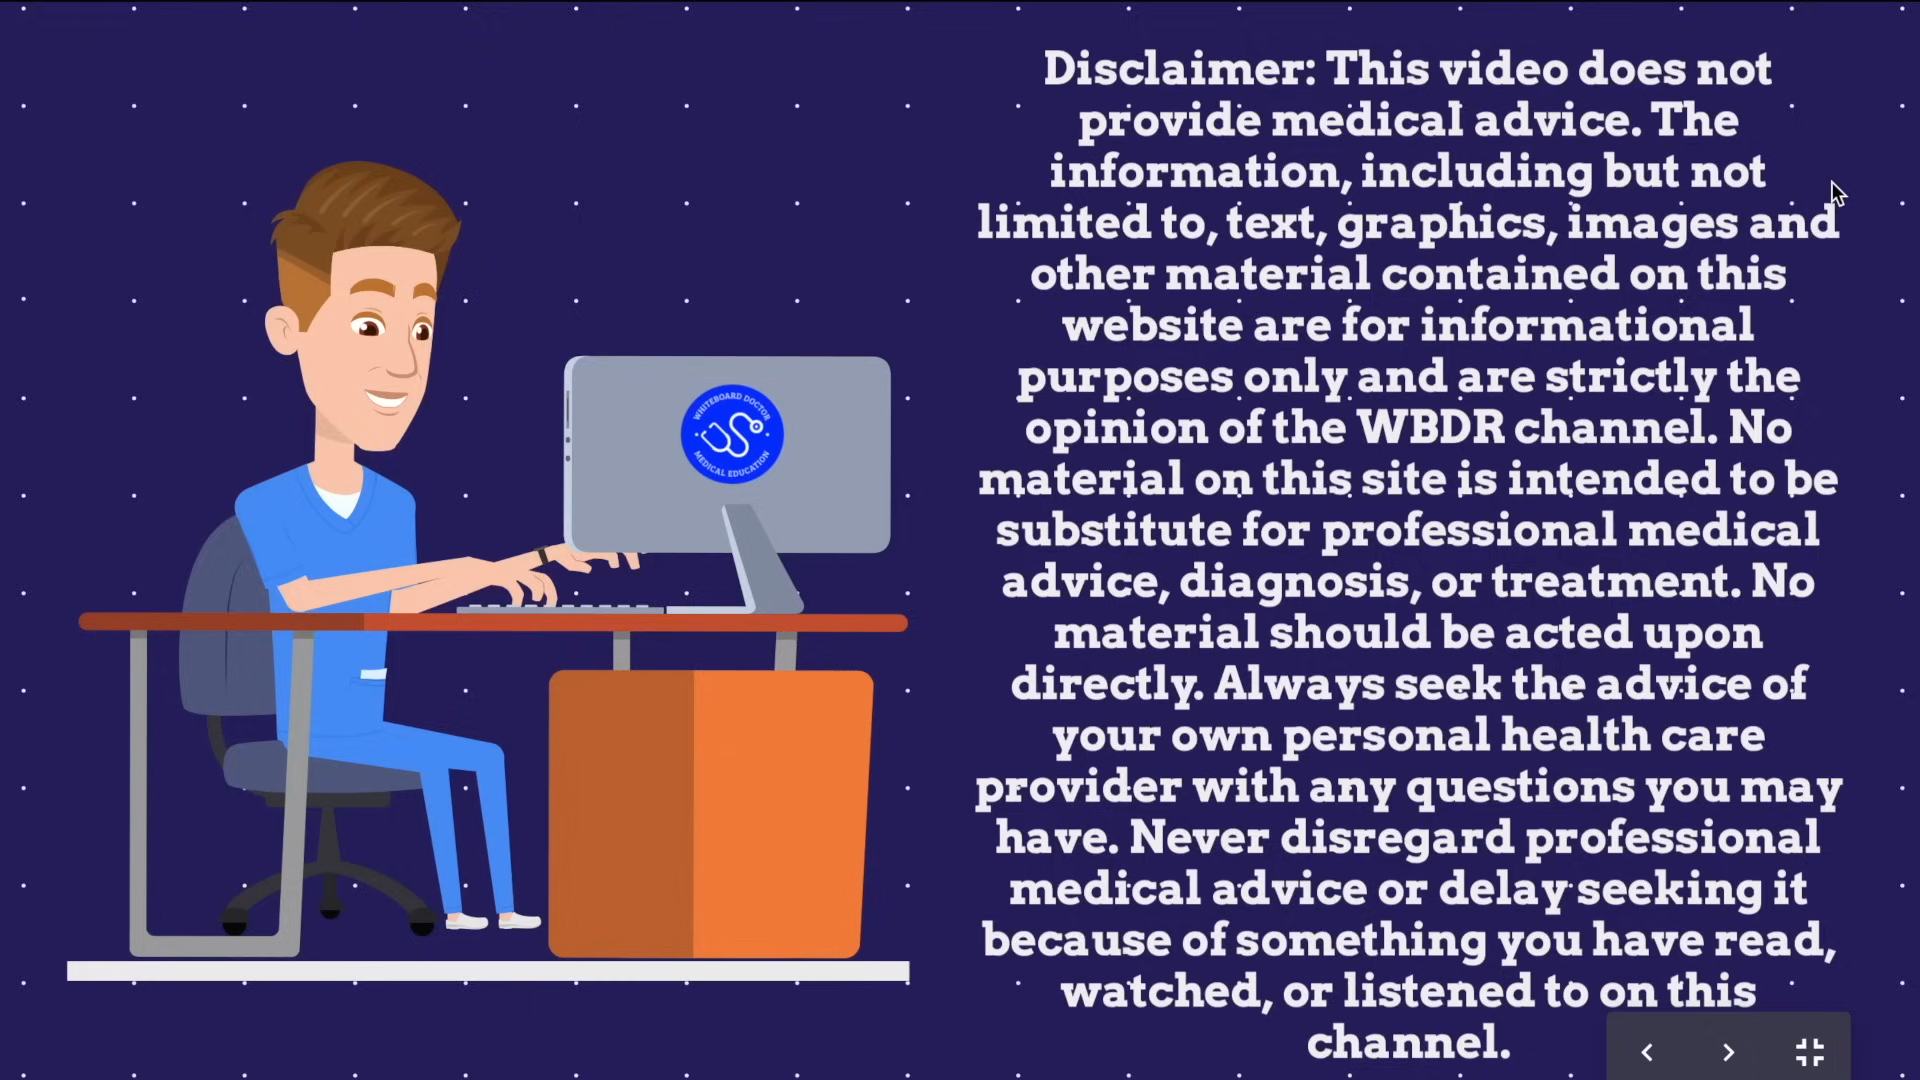 Disclaimer: This video does not
provide medical advice. The
information, including but not
limited to, text, graphics, images and
other material contained on this
website are for informational
purposes only and are strictly the
opinion of the WBDR channel. No
material on this site is intended to be
substitute for professional medical
advice, diagnosis, or treatment. No
material should be acted upon
directly. Always seek the advice of
your own personal health care
provider with any questions you may
have. Never disregard professional
medical advice or delay seeking it
because of something you have read,
watched, or listened to on this
channel.
WHITEBOARD DOCTOR
MEDICAL EDUCATION